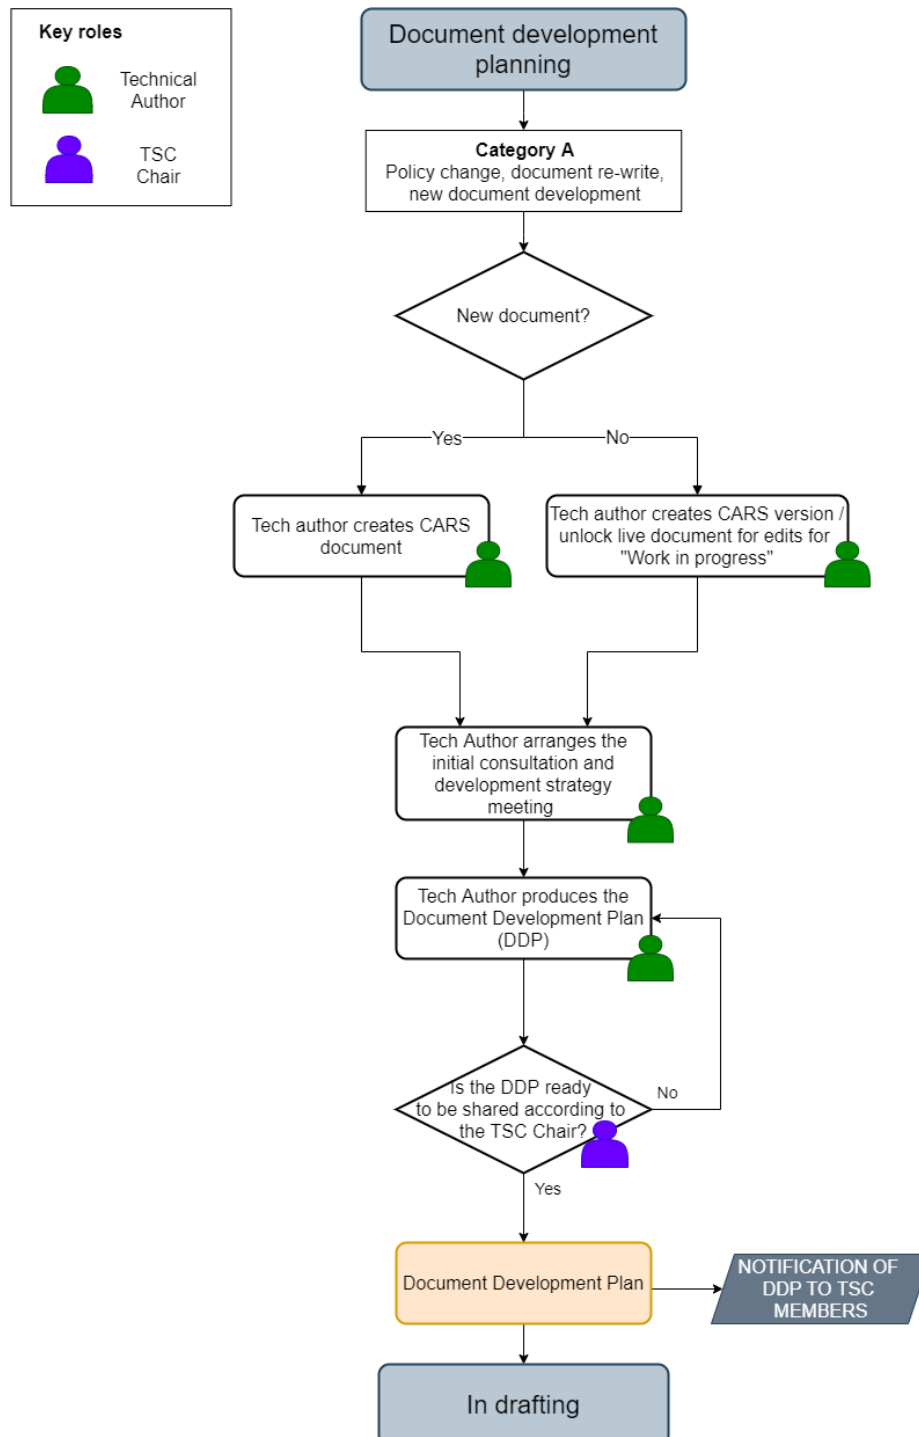 Key roles
Technical
Author
TSC
Chair
Document development
planning
Category A
Policy change, document re-write,
new document development
New document?
Yes
No
Tech author creates CARS
document
Tech author creates CARS version /
unlock live document for edits for
"Work in progress"
Tech Author arranges the
initial consultation and
development strategy
meeting
Tech Author produces the
Document Development Plan
(DDP)
Is the DDP ready
to be shared according to
the TSC Chair?
No
Yes
Document Development Plan
NOTIFICATION OF
DDP TO TSC
MEMBERS
In drafting